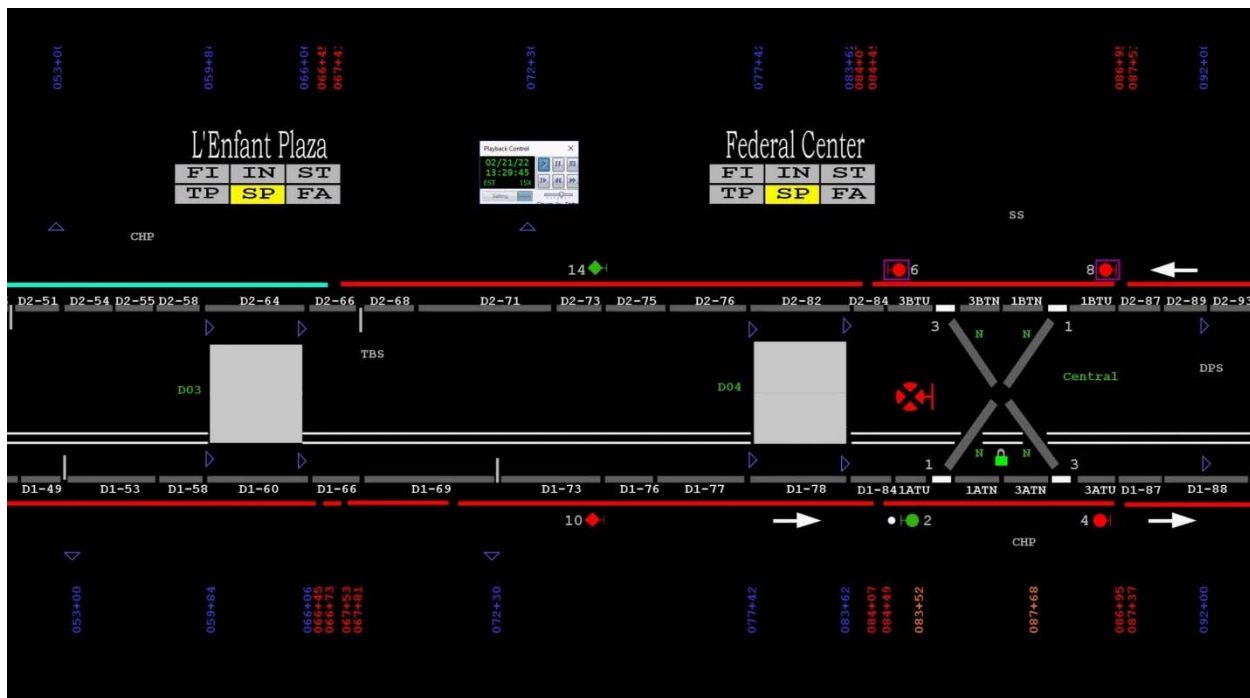 053+00 059+84 066+06 066+45 067+41 072+30 077+42 083+62 084+07 084+49 086+95 087+51 092+00
L'Enfant Plaza
FI IN ST
TP SP FA
Playback Control
02/21/22
13:29:45
EST 15X
Setting
Federal Center
FI IN ST
TP SP FA
CHP
SS
14
6
8
D2-51 D2-54 D2-55 D2-58 D2-64 D2-66 D2-68 D2-71 D2-73 D2-75 D2-76 D2-82 D2-84 3BTU 3BTN 1BTN 1BTU D2-87 D2-89 D2-93
3 N N 1
TBS
DPS
D03
D04
Central
1 N N 3
D1-49 D1-53 D1-58 D1-60 D1-66 D1-69 D1-73 D1-76 D1-77 D1-78 D1-84 1ATU 1ATN 3ATN 3ATU D1-87 D1-88
10
2
4
CHP
053+00 059+84 066+06 066+45 066+73 067+53 067+81 072+30 077+42 083+62 084+07 084+49 083+52 087+68 086+95 087+37 092+00